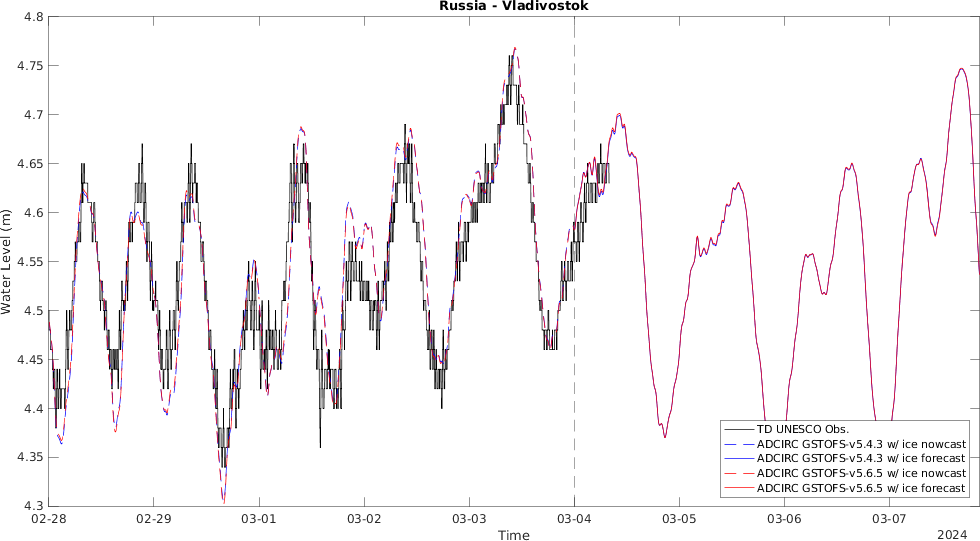 Russia - Vladivostok
4.8
4.75
4.7
4.65
4.6
4.55
4.5
4.45
4.4
4.35
4.3
Water Level (m)
TD UNESCO Obs.
ADCIRC GSTOFS-v5.4.3 w/ ice nowcast
ADCIRC GSTOFS-v5.4.3 w/ ice forecast
ADCIRC GSTOFS-v5.6.5 w/ ice nowcast
ADCIRC GSTOFS-v5.6.5 w/ ice forecast
02-28 02-29 03-01 03-02 03-03 03-04 03-05 03-06 03-07
Time
2024